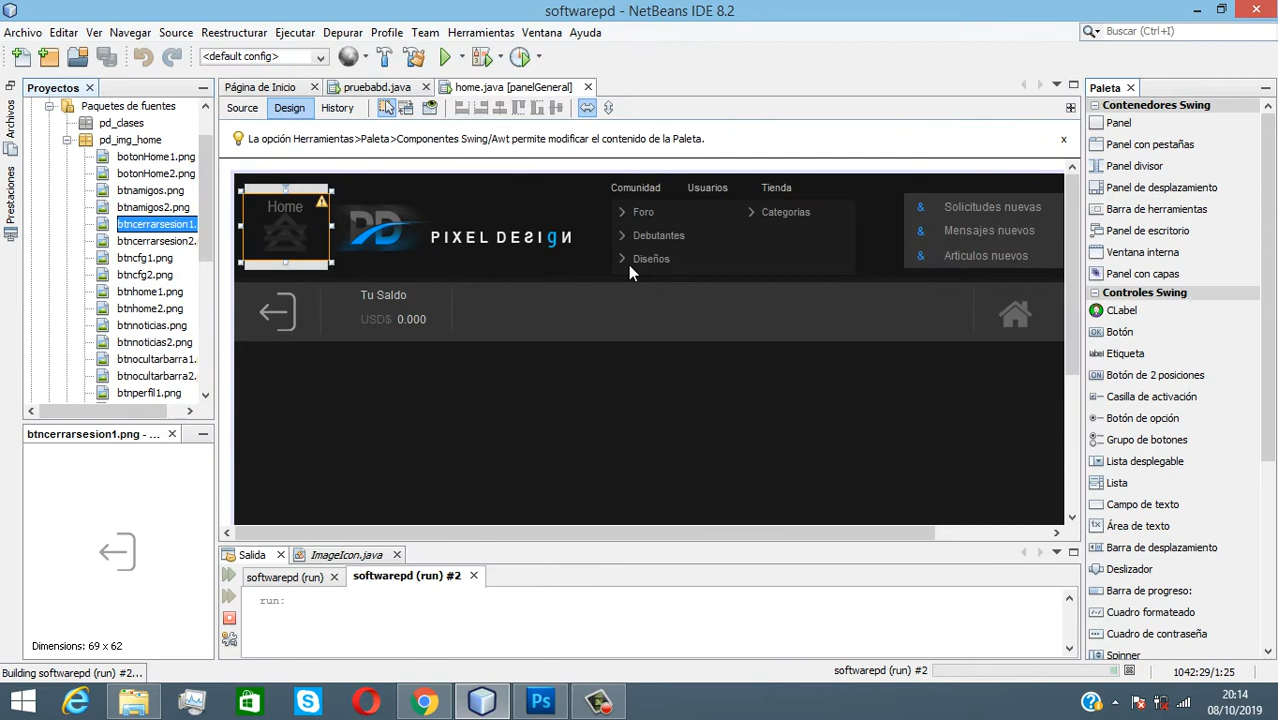 softwarepd - NetBeans IDE 8.2
Archivo Editar Ver Navegar Source Reestructurar Ejecutar Depurar Profile Team Herramientas Ventana Ayuda
Buscar (Ctrl+I)
<default config>
Proyectos
Página de Inicio
pruebabd.java
home.java [panelGeneral]
Paleta
Archivos
Prestaciones
Source Design History
La opción Herramientas>Paleta>Componentes Swing/Awt permite modificar el contenido de la Paleta.
x
Paquetes de fuentes
pd_clases
pd_img_home
botonHome1.png
botonHome2.png
btnamigos.png
btnamigos2.png
btncerrarsesion1.
btncerrarsesion2.
btncfg1.png
btncfg2.png
btnhome1.png
btnhome2.png
btnnoticias.png
btnnoticias2.png
btnocultarbarra1.
btnocultarbarra2.
btnperfil1.png
Home
PD
PIXEL DESIGN
Comunidad Usuarios Tienda
Foro
Debutantes
Diseños
Categorias
& Solicitudes nuevas
& Mensajes nuevos
& Articulos nuevos
Tu Saldo
USD$ 0.000
Contenedores Swing
Panel
Panel con pestañas
Panel divisor
Panel de desplazamiento
Barra de herramientas
Panel de escritorio
Ventana interna
Panel con capas
Controles Swing
CLabel
OK Botón
label Etiqueta
ON Botón de 2 posiciones
Casilla de activación
Botón de opción
Grupo de botones
Lista desplegable
Lista
Campo de texto
Área de texto
Barra de desplazamiento
Deslizador
Barra de progreso:
Cuadro formateado
Cuadro de contraseña
Spinner
btncerrarsesion1.png - ...
Dimensions: 69 x 62
Salida
ImageIcon.java
softwarepd (run)
softwarepd (run) #2
run:
Building softwarepd (run) #2...
softwarepd (run) #2
1042:29/1:25
Ps
20:14
08/10/2019